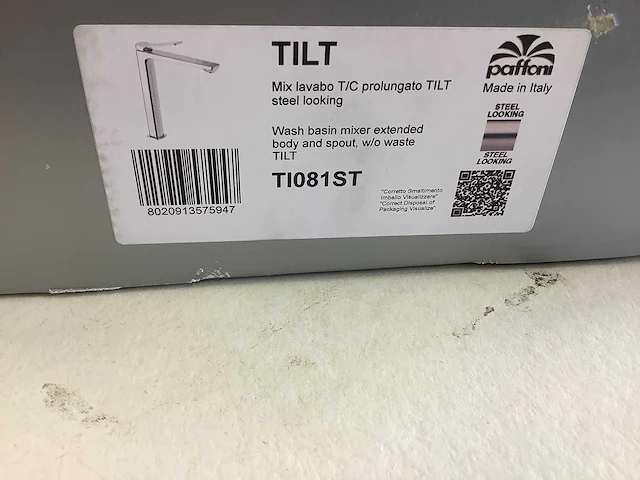 TILT
Mix lavabo T/C prolungato TILT
steel looking
Wash basin mixer extended
body and spout, w/o waste
TILT
TI081ST
8020913575947
paffoni
Made in Italy
STEEL
LOOKING
STEEL
LOOKING
"Corretto Smaltimento
Imballo Visualizzare"
"Correct Disposal of
Packaging Visualize"